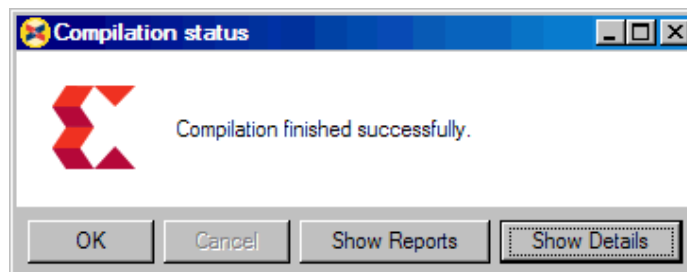 Compilation status
Compilation finished successfully.
OK
Cancel
Show Reports
Show Details